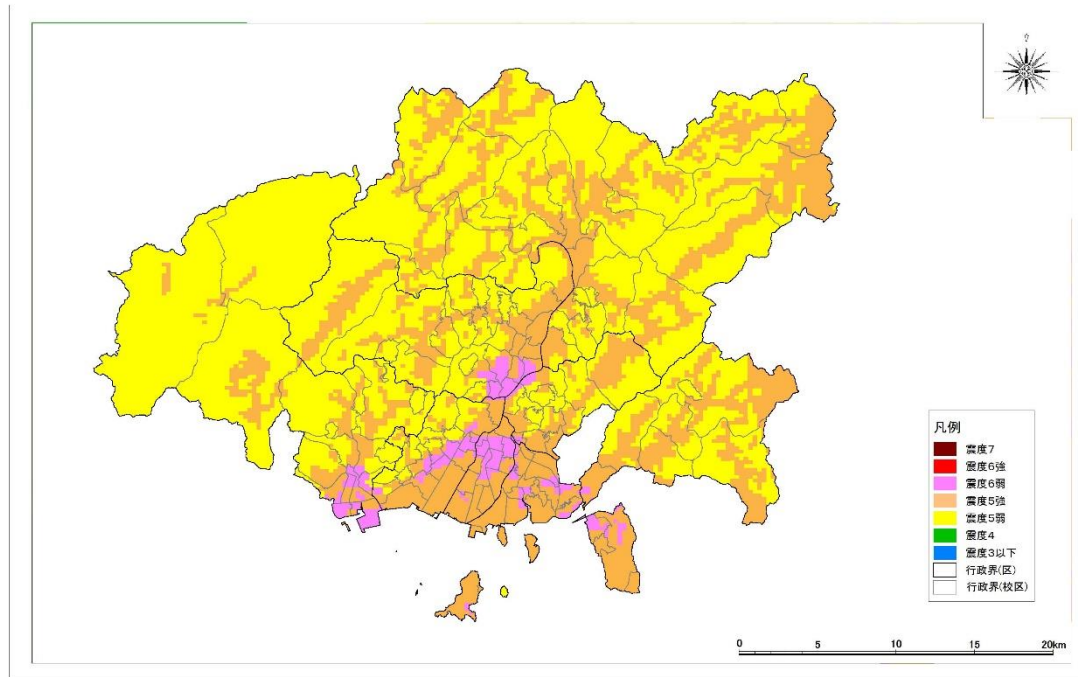 凡例
震度7
震度6強
震度6弱
震度5強
震度5弱
震度4
震度3以下
行政界(区)
行政界(校区)
0 5 10 15 20km